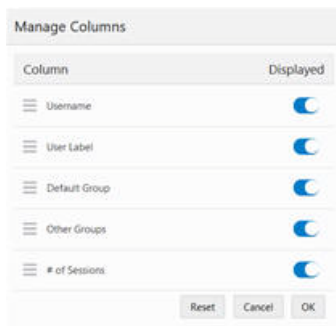 Manage Columns
Column Displayed
Username
User Label
Default Group
Other Groups
# of Sessions
Reset Cancel OK